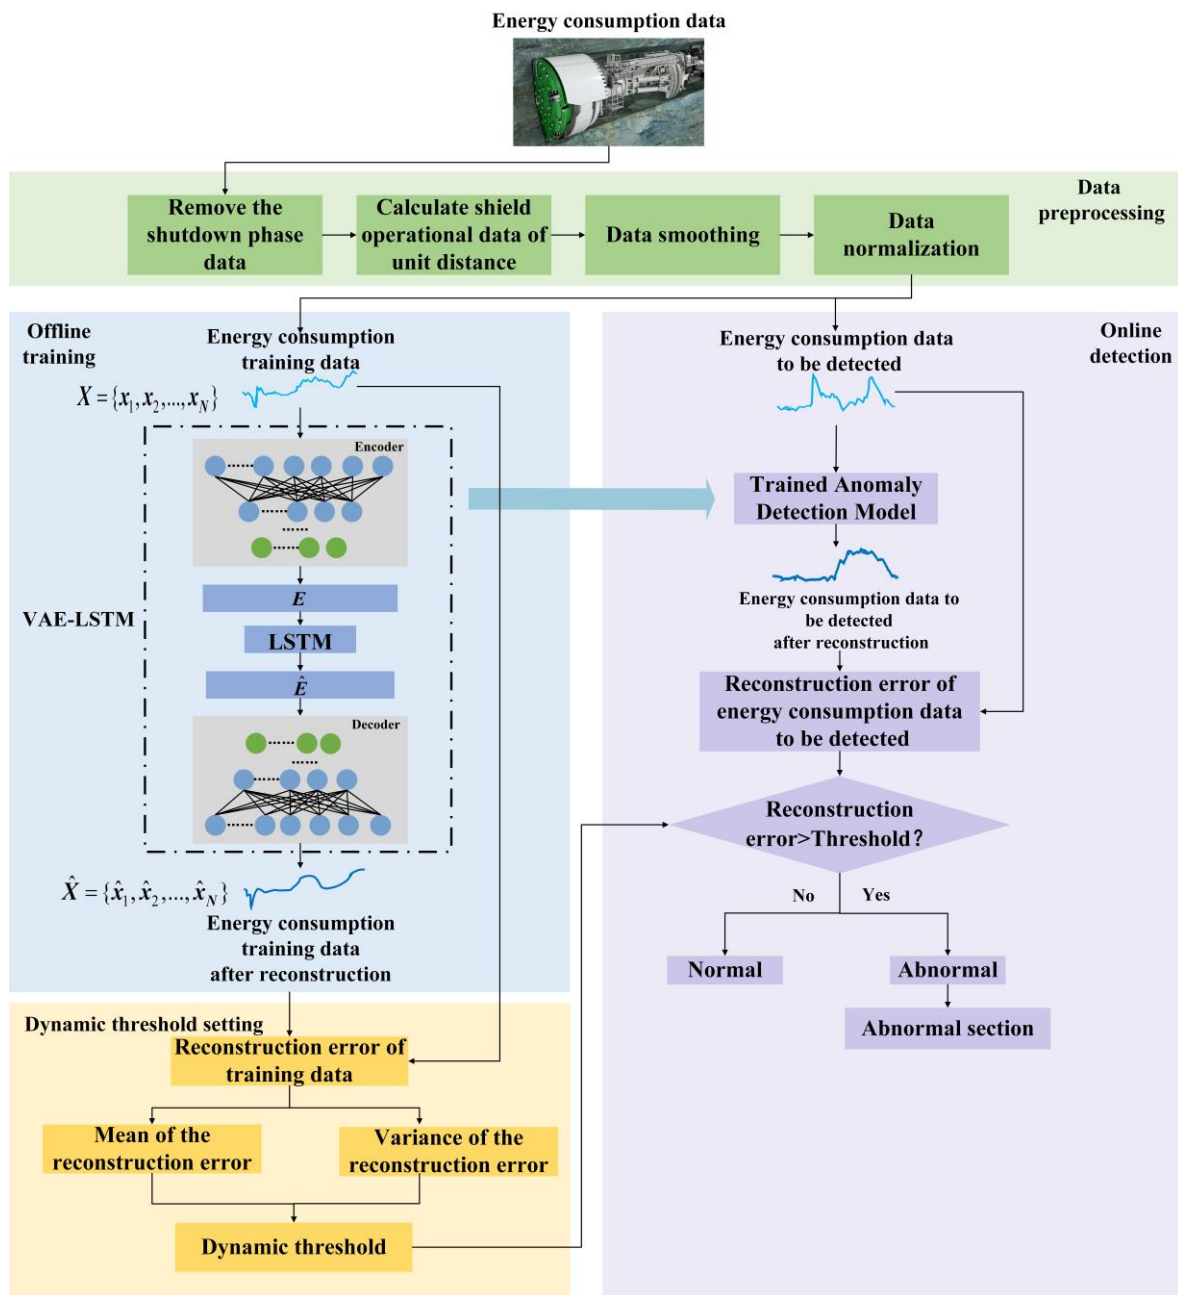 Energy consumption data
Data
preprocessing
Remove the
shutdown phase
data
Calculate shield
operational data of
unit distance
Data smoothing
Data
normalization
Offline
training
Energy consumption
training data
X = {x₁, x₂,..., x_N}
Encoder
E
VAE-LSTM
LSTM
Ê
Decoder
X̂ = {x̂₁, x̂₂,..., x̂_N}
Energy consumption
training data
after reconstruction
Dynamic threshold setting
Reconstruction error of
training data
Mean of the
reconstruction error
Variance of the
reconstruction error
Dynamic threshold
Online
detection
Energy consumption data
to be detected
Trained Anomaly
Detection Model
Energy consumption data to
be detected
after reconstruction
Reconstruction error of
energy consumption data
to be detected
Reconstruction
error>Threshold?
No
Yes
Normal
Abnormal
Abnormal section